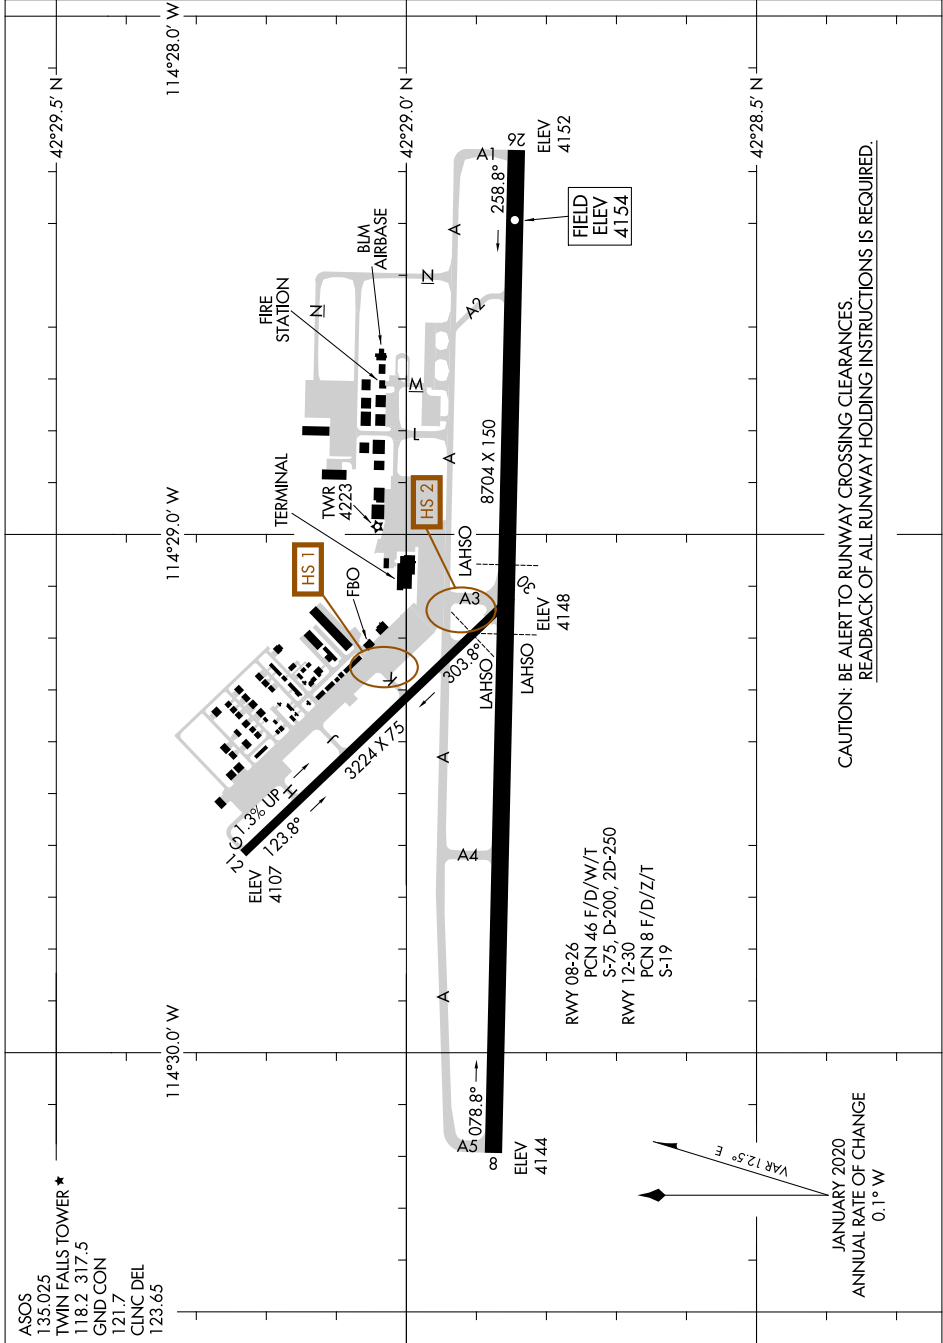 ASOS
135.025
TWIN FALLS TOWER ★
118.2 317.5
GND CON
121.7
CLNC DEL
123.65
114°30.0' W
114°29.0' W
114°28.0' W
42°29.5' N
42°29.0' N
42°28.5' N
FIRE
STATION
BLM
AIRBASE
N
N
TERMINAL
TWR
4223
HS 1
HS 2
FBO
M
L
A
A1
A2
A
A3
K
J
H
G
1.3% UP
12
123.8°
3224 X 75
303.8°
30
ELEV
4107
LAHSO
LAHSO
LAHSO
ELEV
4148
8704 X 150
258.8°
26
ELEV
4152
FIELD
ELEV
4154
A
A4
A
A5
078.8°
8
ELEV
4144
RWY 08-26
PCN 46 F/D/W/T
S-75, D-200, 2D-250
RWY 12-30
PCN 8 F/D/Z/T
S-19
VAR 12.5° E
JANUARY 2020
ANNUAL RATE OF CHANGE
0.1° W
CAUTION: BE ALERT TO RUNWAY CROSSING CLEARANCES.
READBACK OF ALL RUNWAY HOLDING INSTRUCTIONS IS REQUIRED.